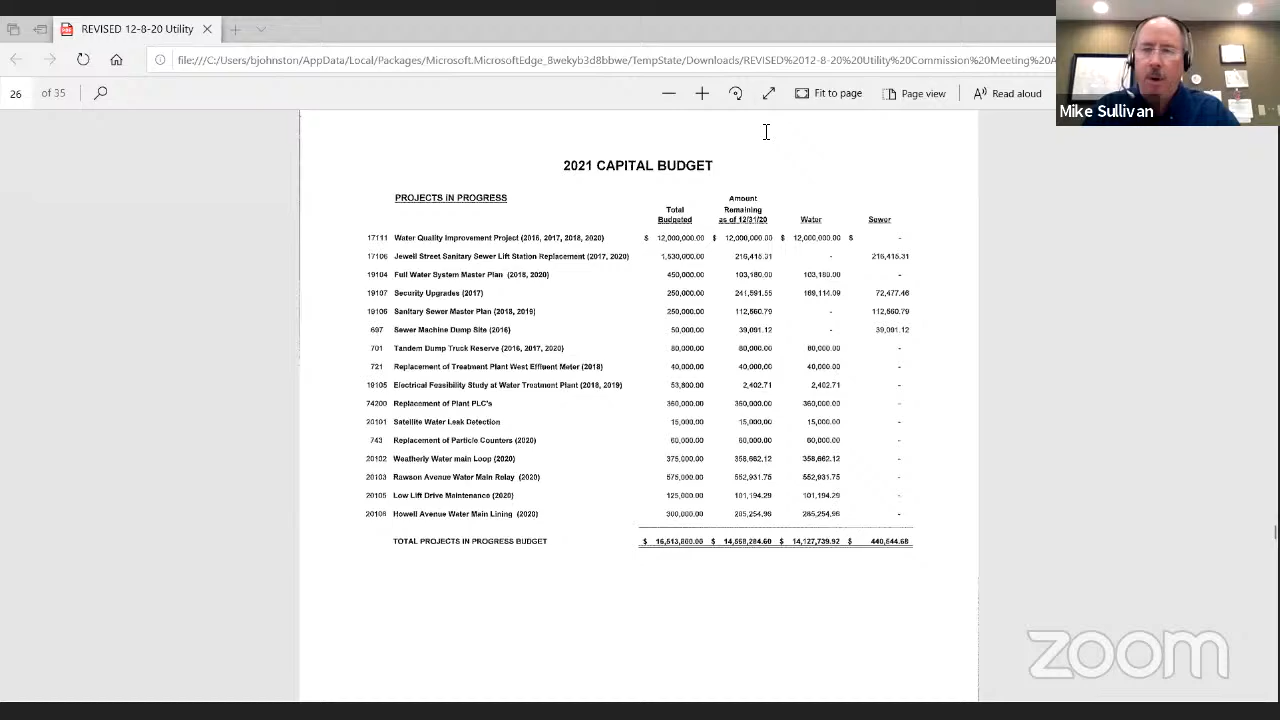 REVISED 12-8-20 Utility
file:///C:/Users/bjohnston/AppData/Local/Packages/Microsoft.MicrosoftEdge_8wekyb3d8bbwe/TempState/Downloads/REVISED%2012-8-20%20Utility%20Commission%20Meeting%20A
26 of 35 Fit to page Page view Read aloud
Mike Sullivan
2021 CAPITAL BUDGET
PROJECTS IN PROGRESS
Total Budgeted
Amount Remaining as of 12/31/20
Water
Sewer
17111 Water Quality Improvement Project (2016, 2017, 2018, 2020) $ 12,000,000.00 $ 12,000,000.00 $ 12,000,000.00 $ -
17106 Jewell Street Sanitary Sewer Lift Station Replacement (2017, 2020) 1,530,000.00 216,415.31 - 216,415.31
19104 Full Water System Master Plan (2018, 2020) 450,000.00 103,180.00 103,180.00 -
19107 Security Upgrades (2017) 250,000.00 241,591.55 169,114.09 72,477.46
19106 Sanitary Sewer Master Plan (2018, 2019) 250,000.00 112,560.79 - 112,560.79
697 Sewer Machine Dump Site (2016) 50,000.00 39,091.12 - 39,091.12
701 Tandem Dump Truck Reserve (2016, 2017, 2020) 80,000.00 80,000.00 80,000.00 -
721 Replacement of Treatment Plant West Effluent Meter (2018) 40,000.00 40,000.00 40,000.00 -
19105 Electrical Feasibility Study at Water Treatment Plant (2018, 2019) 53,800.00 2,402.71 2,402.71 -
74200 Replacement of Plant PLC's 360,000.00 360,000.00 360,000.00 -
20101 Satellite Water Leak Detection 15,000.00 15,000.00 15,000.00 -
743 Replacement of Particle Counters (2020) 60,000.00 60,000.00 60,000.00 -
20102 Weatherly Water main Loop (2020) 375,000.00 358,662.12 358,662.12 -
20103 Rawson Avenue Water Main Relay (2020) 575,000.00 552,931.75 552,931.75 -
20105 Low Lift Drive Maintenance (2020) 125,000.00 101,194.29 101,194.29 -
20106 Howell Avenue Water Main Lining (2020) 300,000.00 285,254.96 285,254.96 -
TOTAL PROJECTS IN PROGRESS BUDGET $ 16,513,800.00 $ 14,568,284.60 $ 14,127,739.92 $ 440,544.68
zoom